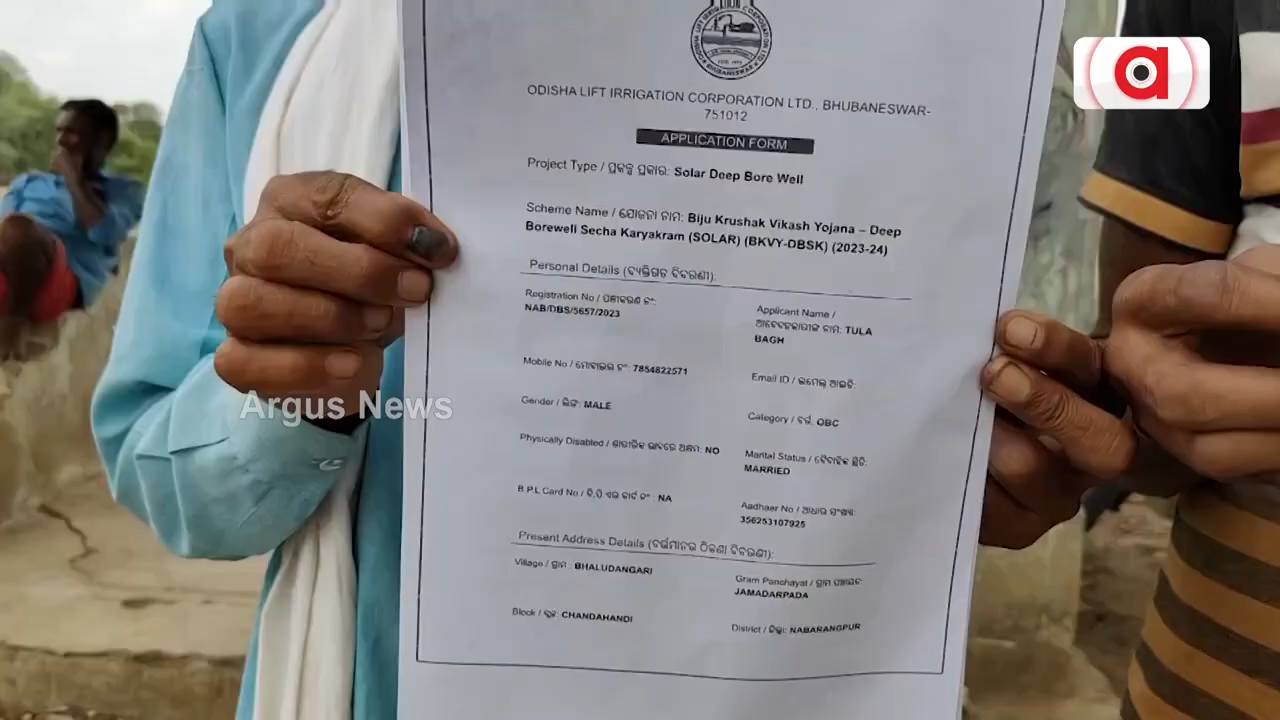 ODISHA LIFT IRRIGATION CORPORATION LTD., BHUBANESWAR-
751012
APPLICATION FORM
Project Type / ପ୍ରକଳ୍ପ ପ୍ରକାର: Solar Deep Bore Well
Scheme Name / ଯୋଜନା ନାମ: Biju Krushak Vikash Yojana – Deep
Borewell Secha Karyakram (SOLAR) (BKVY-DBSK) (2023-24)
Personal Details (ବ୍ୟକ୍ତିଗତ ବିବରଣୀ):
Registration No / ପଞ୍ଜୀକରଣ ନଂ:
NAB/DBS/5657/2023
Applicant Name /
ଆବେଦନକାରୀଙ୍କ ନାମ: TULA
BAGH
Mobile No / ମୋବାଇଲ ନଂ: 7854822571
Email ID / ଇମେଲ୍ ଆଇଡି:
Gender / ଲିଙ୍ଗ: MALE
Category / ବର୍ଗ: OBC
Physically Disabled / ଶାରୀରିକ ଭାବରେ ଅକ୍ଷମ: NO
Marital Status / ବୈବାହିକ ସ୍ଥିତି:
MARRIED
B.P.L Card No / ବି.ପି.ଏଲ କାର୍ଡ ନଂ : NA
Aadhaar No / ଆଧାର ସଂଖ୍ୟା:
356253107925
Present Address Details (ବର୍ତ୍ତମାନର ଠିକଣା ବିବରଣୀ):
Village / ଗ୍ରାମ : BHALUDANGARI
Gram Panchayat / ଗ୍ରାମ ପଞ୍ଚାୟତ:
JAMADARPADA
Block / ବ୍ଲକ: CHANDAHANDI
District / ଜିଲ୍ଲା: NABARANGPUR
a
Argus News